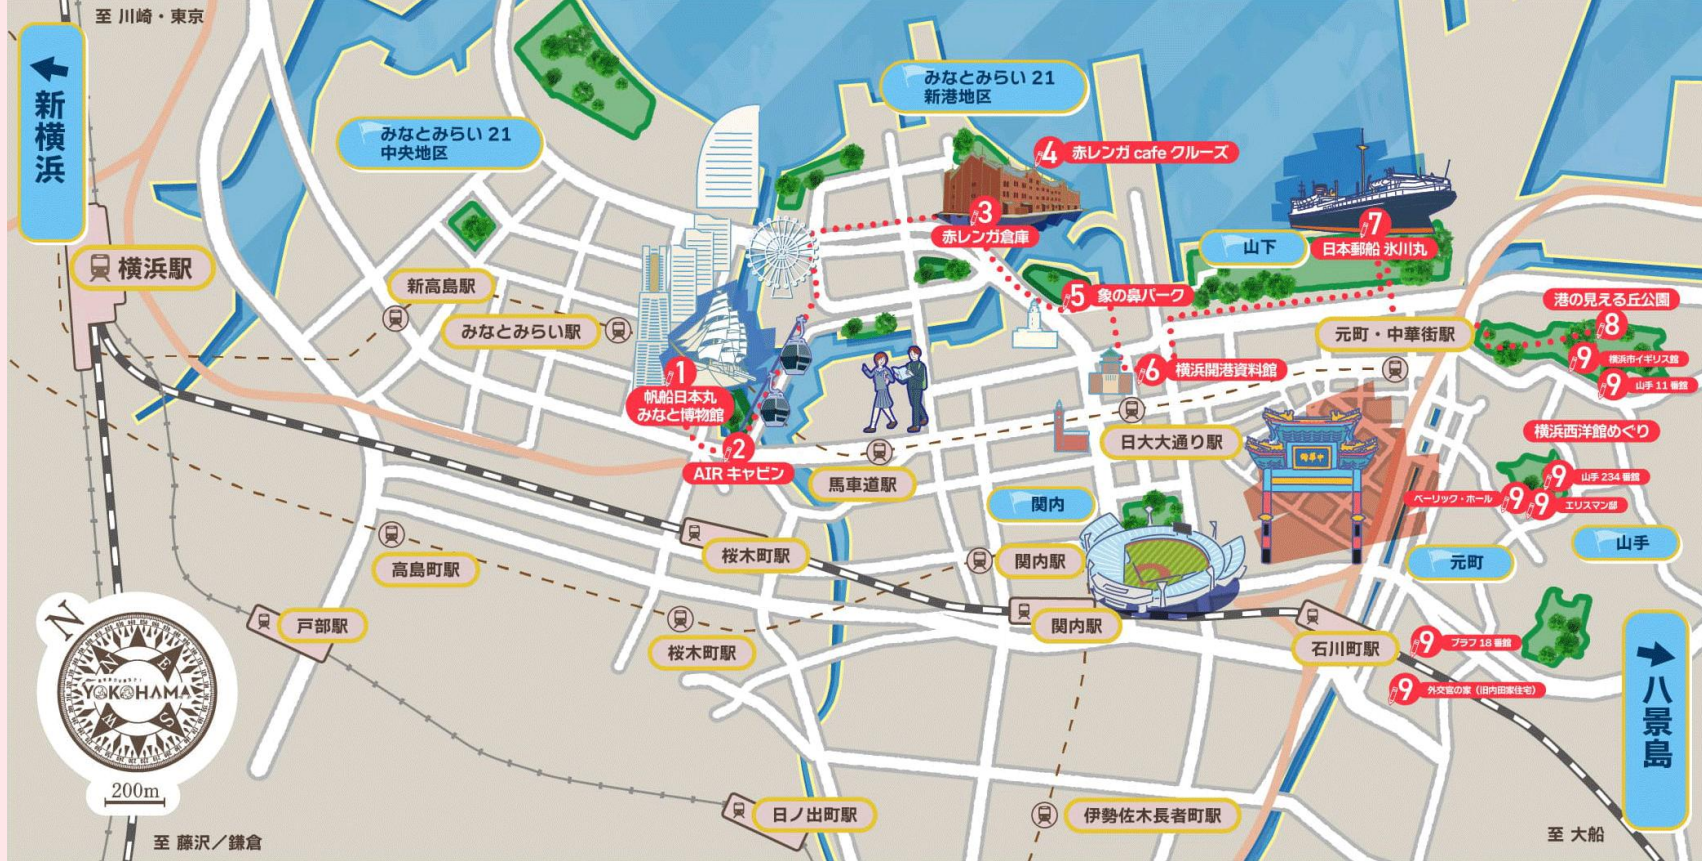 至 川崎・東京
新横浜
横浜駅
みなとみらい 21
中央地区
みなとみらい 21
新港地区
4 赤レンガ cafe クルーズ
3
赤レンガ倉庫
7
日本郵船 氷川丸
山下
新高島駅
みなとみらい駅
5 象の鼻パーク
港の見える丘公園
8
元町・中華街駅
9 横浜市イギリス館
9 山手 11 番館
6 横浜開港資料館
1
帆船日本丸
みなと博物館
2
AIR キャビン
馬車道駅
日大大通り駅
中華街
横浜西洋館めぐり
9 山手 234 番館
ベーリック・ホール 9
9 エリスマン邸
関内
山手
元町
桜木町駅
関内駅
高島町駅
戸部駅
桜木町駅
関内駅
石川町駅
9 ブラフ 18 番館
9 外交官の家（旧内田家住宅）
八景島
N
N
E
W
S
YOKOHAMA
200m
日ノ出町駅
伊勢佐木長者町駅
至 藤沢／鎌倉
至 大船